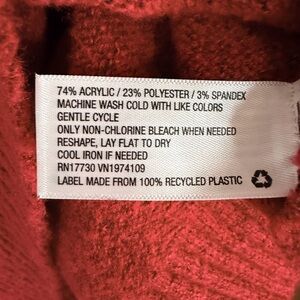 74% ACRYLIC / 23% POLYESTER / 3% SPANDEX
MACHINE WASH COLD WITH LIKE COLORS
GENTLE CYCLE
ONLY NON-CHLORINE BLEACH WHEN NEEDED
RESHAPE, LAY FLAT TO DRY
COOL IRON IF NEEDED
RN17730 VN1974109
LABEL MADE FROM 100% RECYCLED PLASTIC